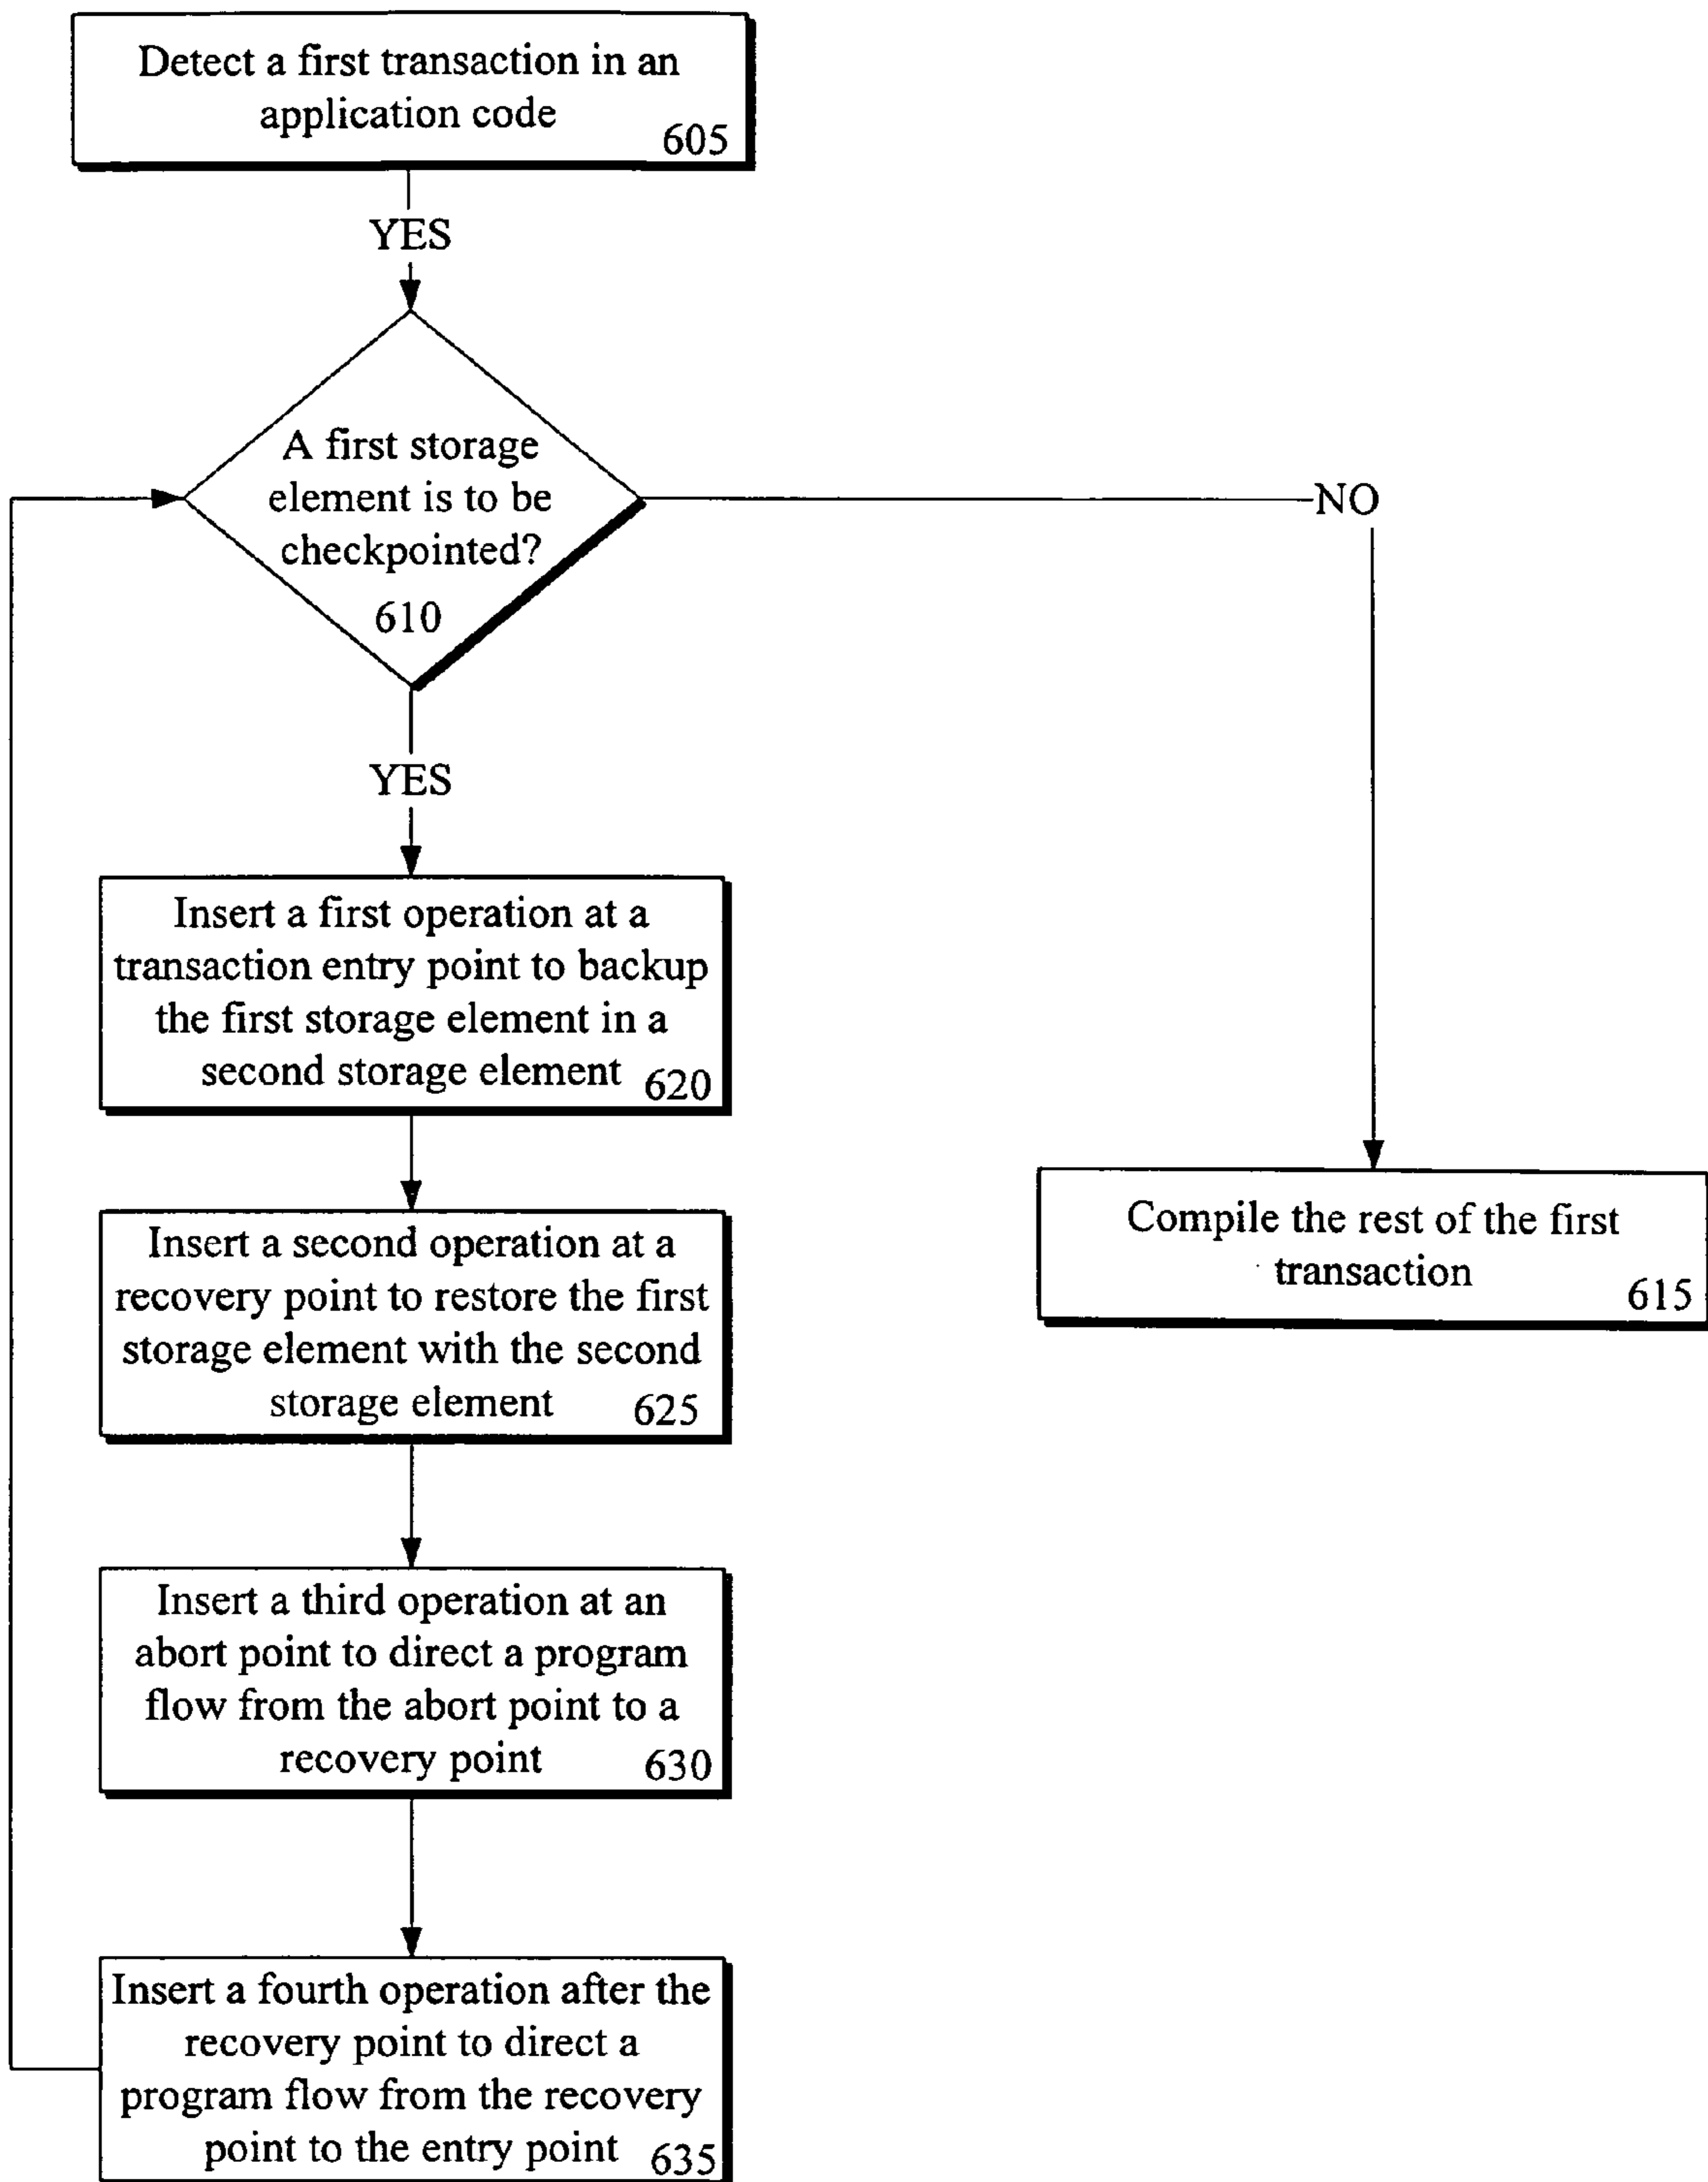 Detect a first transaction in an
application code
605
YES
A first storage
element is to be
checkpointed?
610
NO
YES
Insert a first operation at a
transaction entry point to backup
the first storage element in a
second storage element 620
Insert a second operation at a
recovery point to restore the first
storage element with the second
storage element 625
Compile the rest of the first
transaction
615
Insert a third operation at an
abort point to direct a program
flow from the abort point to a
recovery point 630
Insert a fourth operation after the
recovery point to direct a
program flow from the recovery
point to the entry point 635